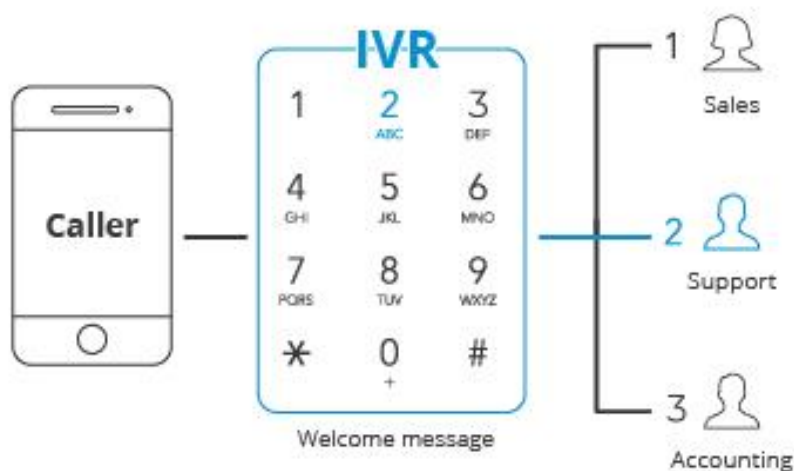 Caller
IVR
1 2 3
ABC DEF
4 5 6
GHI JKL MNO
7 8 9
PQRS TUV WXYZ
* 0 #
+
Welcome message
1
Sales
2
Support
3
Accounting